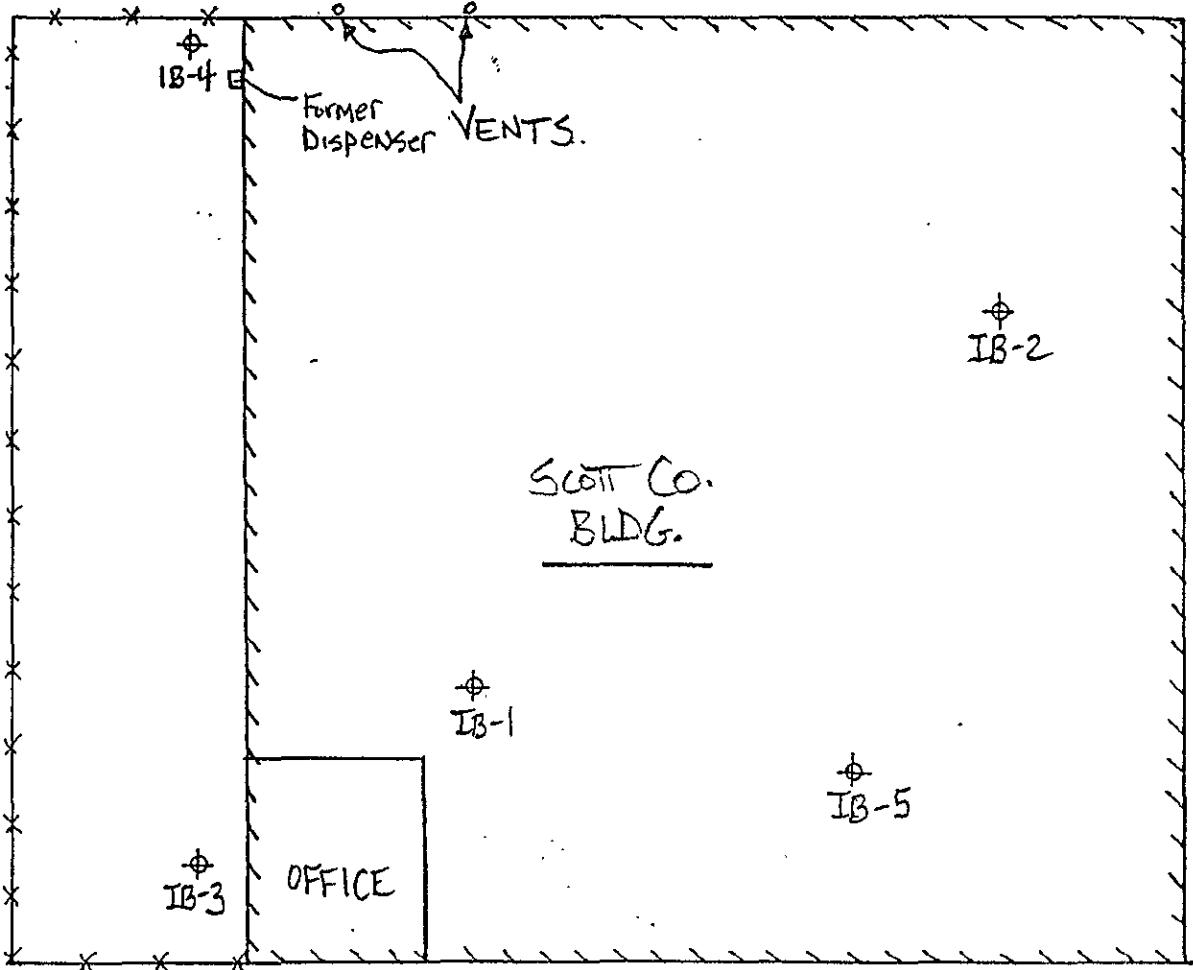 IB-4
Former
Dispenser
VENTS.
IB-2
SCOTT CO.
BLDG.
IB-1
IB-5
IB-3
OFFICE